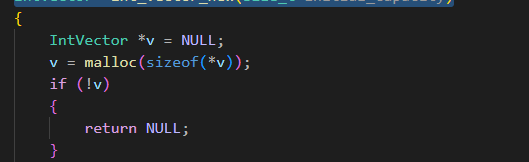 {
IntVector *v = NULL;
v = malloc(sizeof(*v));
if (!v)
{
return NULL;
}